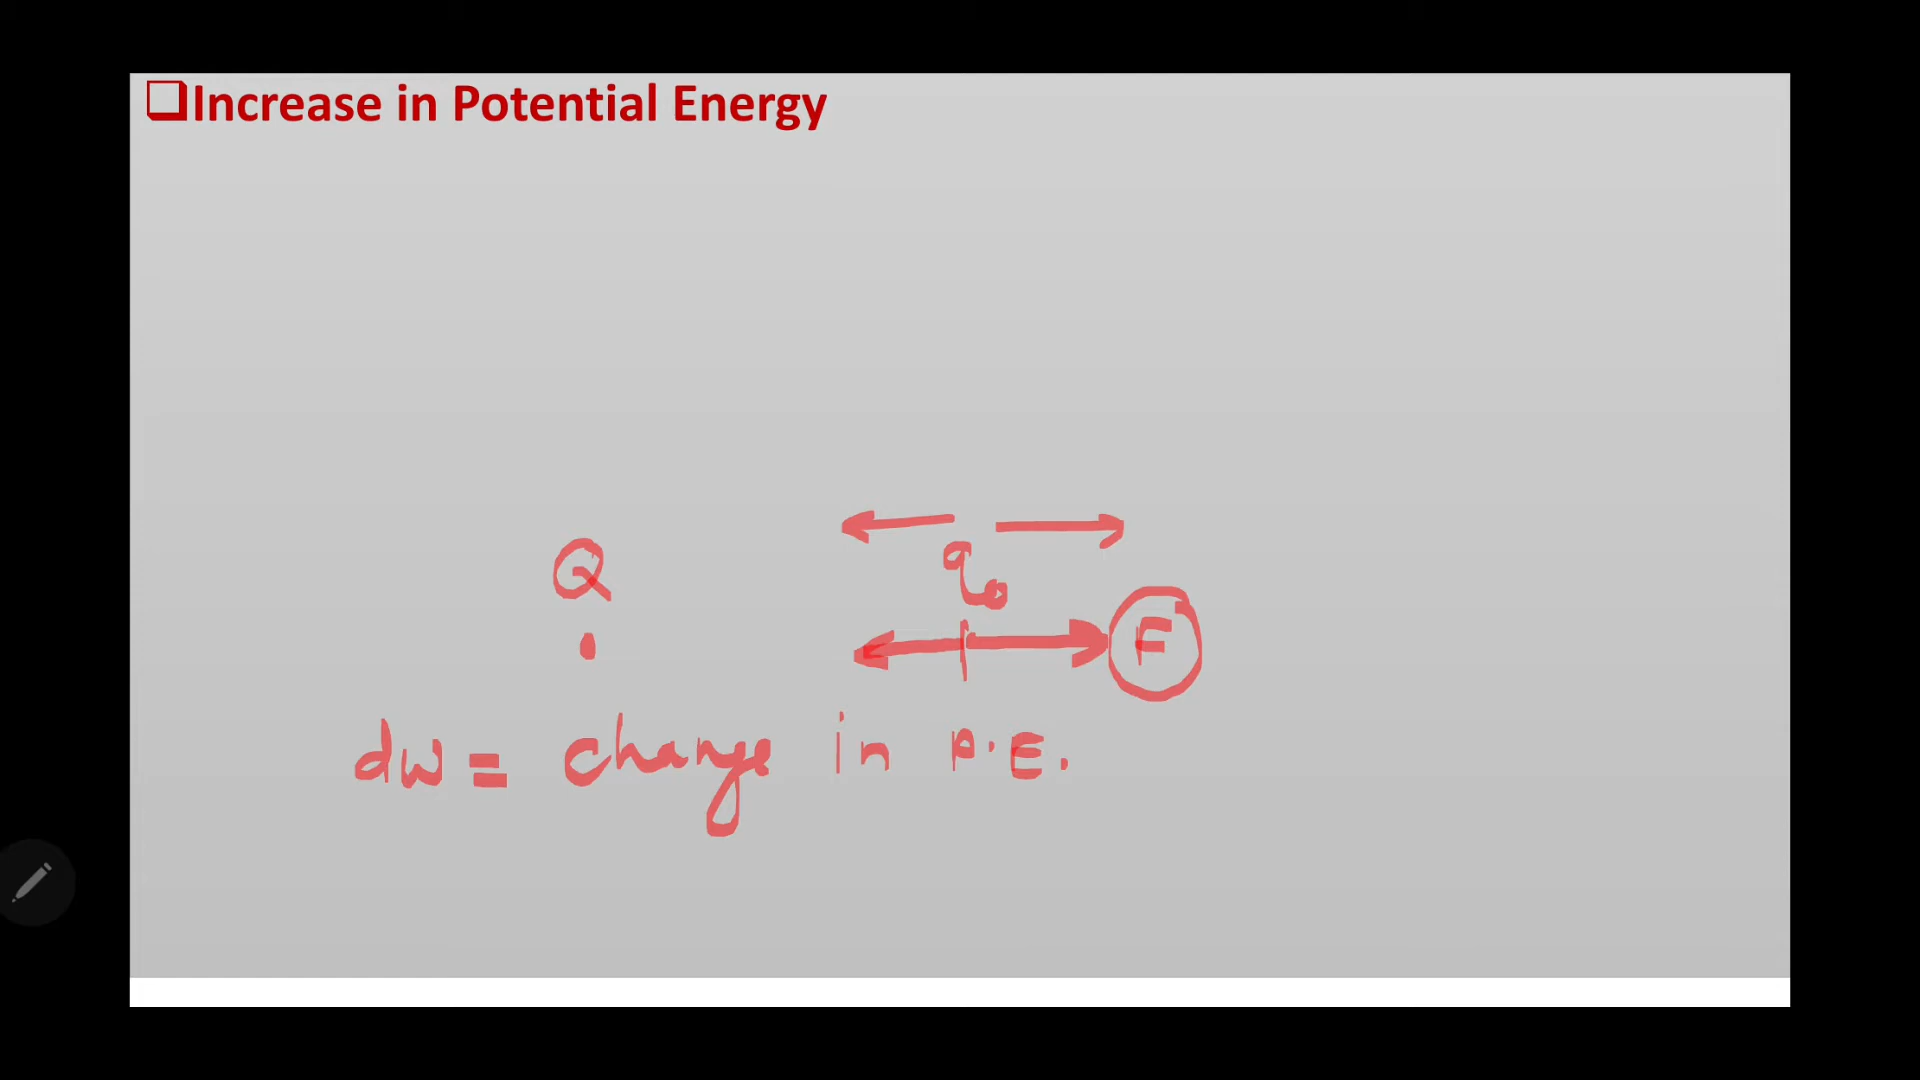 Increase in Potential Energy
Q
q₀
F
dw = change in P.E.